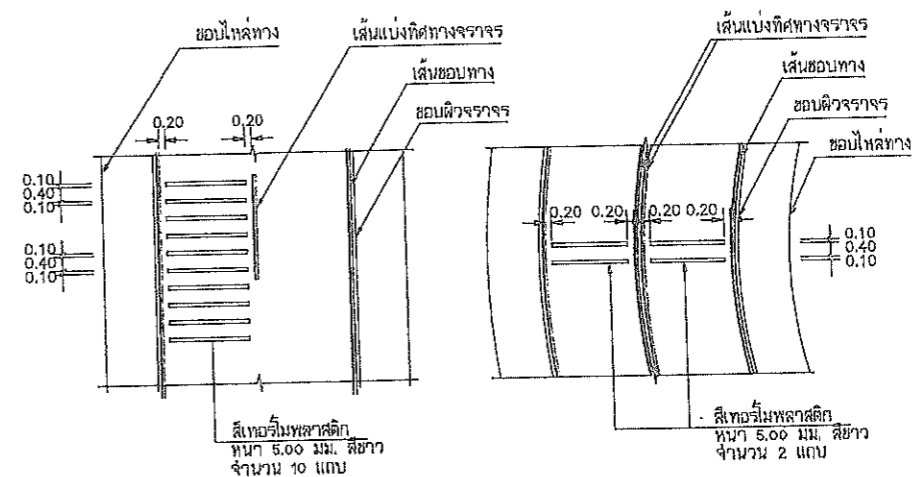 ขอบไหล่ทาง
เส้นแบ่งทิศทางจราจร
เส้นขอบทาง
ขอบผิวจราจร
0.20
0.20
0.10
0.40
0.10
0.10
0.40
0.10
สีเทอร์โมพลาสติก
หนา 5.00 มม. สีขาว
จำนวน 10 แถบ
เส้นแบ่งทิศทางจราจร
เส้นขอบทาง
ขอบผิวจราจร
ขอบไหล่ทาง
0.20
0.20
0.20
0.20
0.10
0.40
0.10
สีเทอร์โมพลาสติก
หนา 5.00 มม. สีขาว
จำนวน 2 แถบ